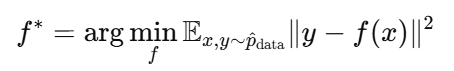 f* = arg min_f 𝔼_{x,y∼p̂_data} ‖y − f(x)‖²